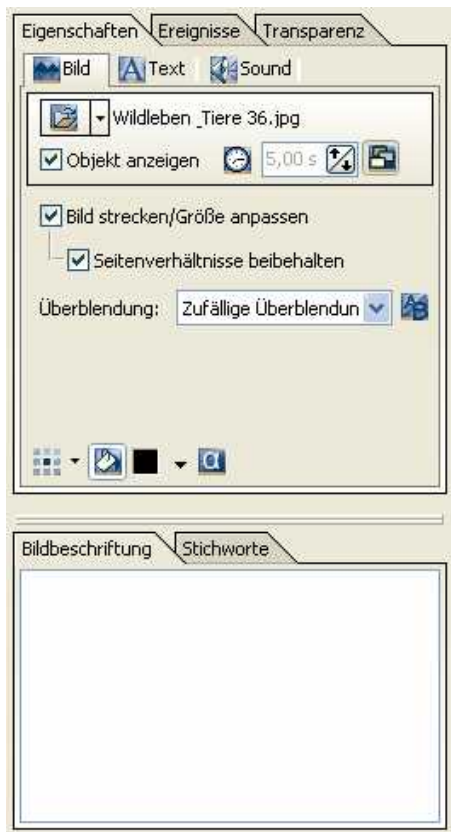 Eigenschaften Ereignisse Transparenz
Bild Text Sound
Wildleben _Tiere 36.jpg
Objekt anzeigen 5,00 s
Bild strecken/Größe anpassen
Seitenverhältnisse beibehalten
Überblendung: Zufällige Überblendun
Bildbeschriftung Stichworte